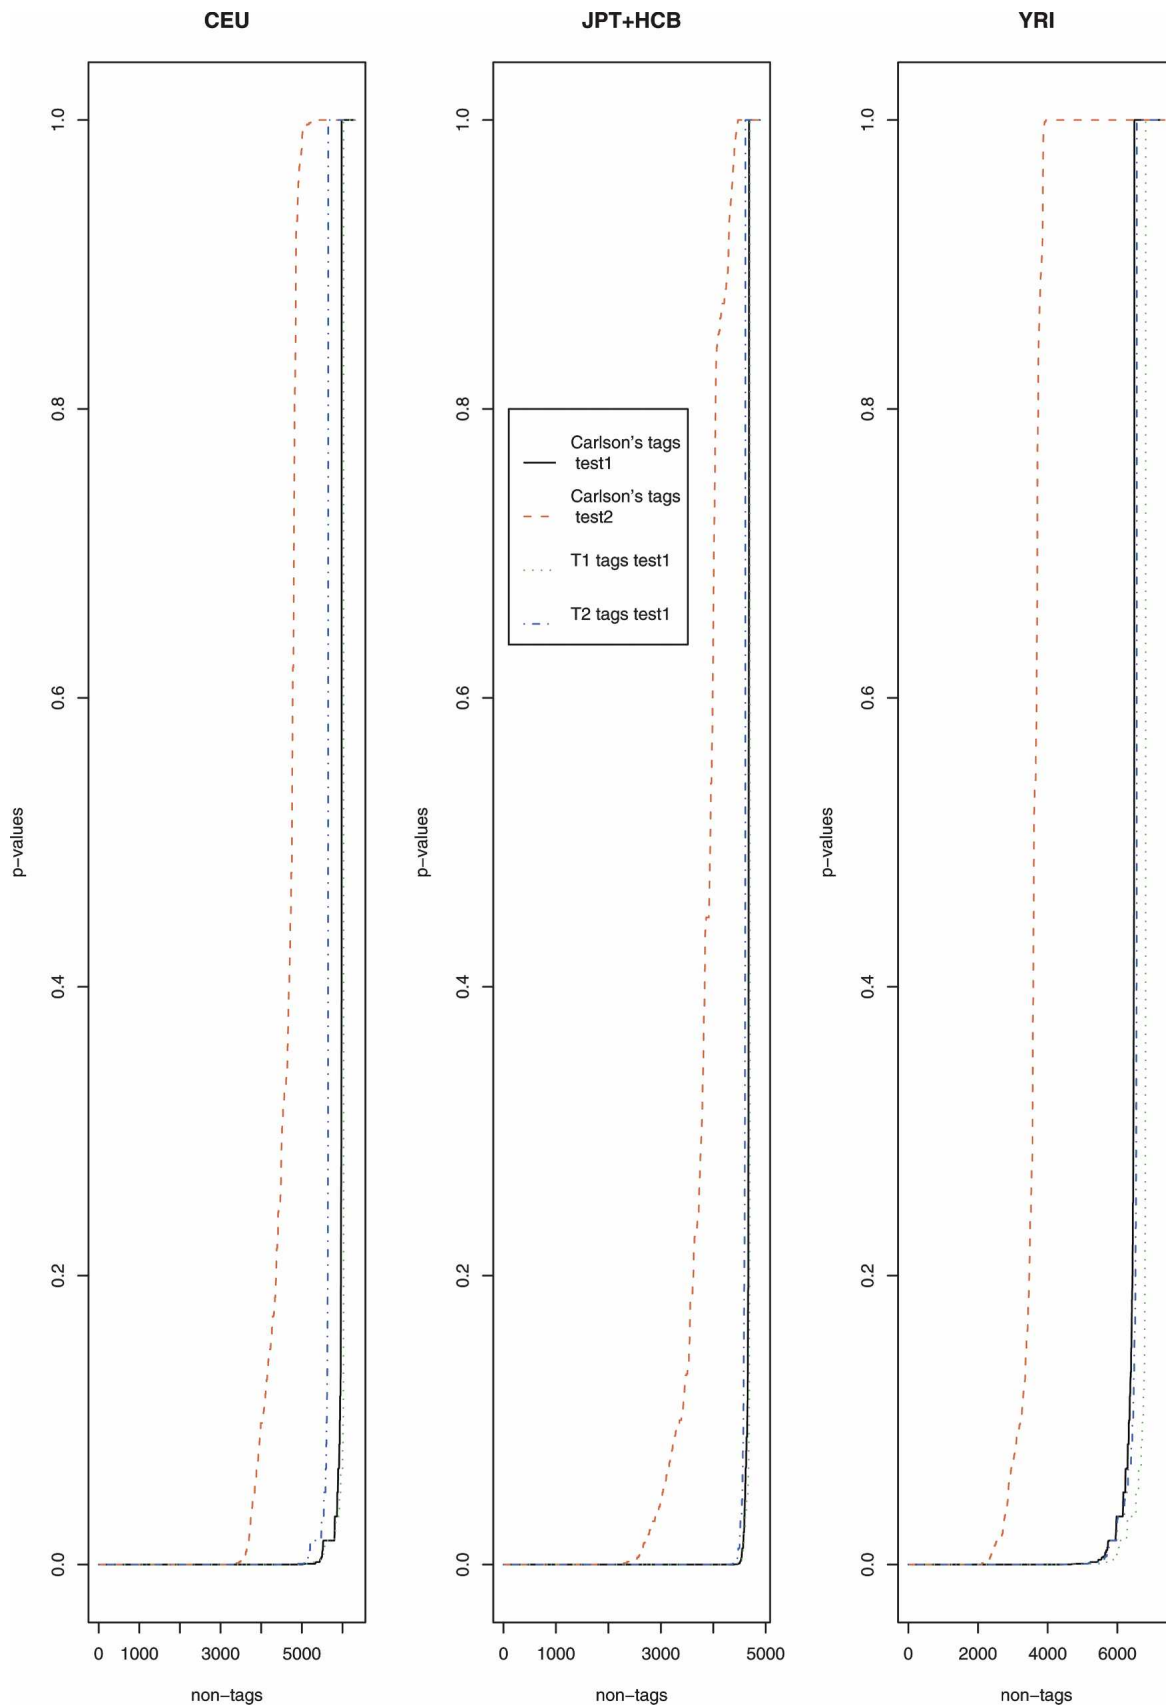 CEU
JPT+HCB
YRI
1.0
0.8
0.6
0.4
0.2
0.0
p−values
0
1000
3000
5000
non−tags
1.0
0.8
0.6
0.4
0.2
0.0
p−values
Carlson's tags
test1
Carlson's tags
test2
T1 tags test1
T2 tags test1
0
1000
3000
5000
non−tags
1.0
0.8
0.6
0.4
0.2
0.0
p−values
0
2000
4000
6000
non−tags